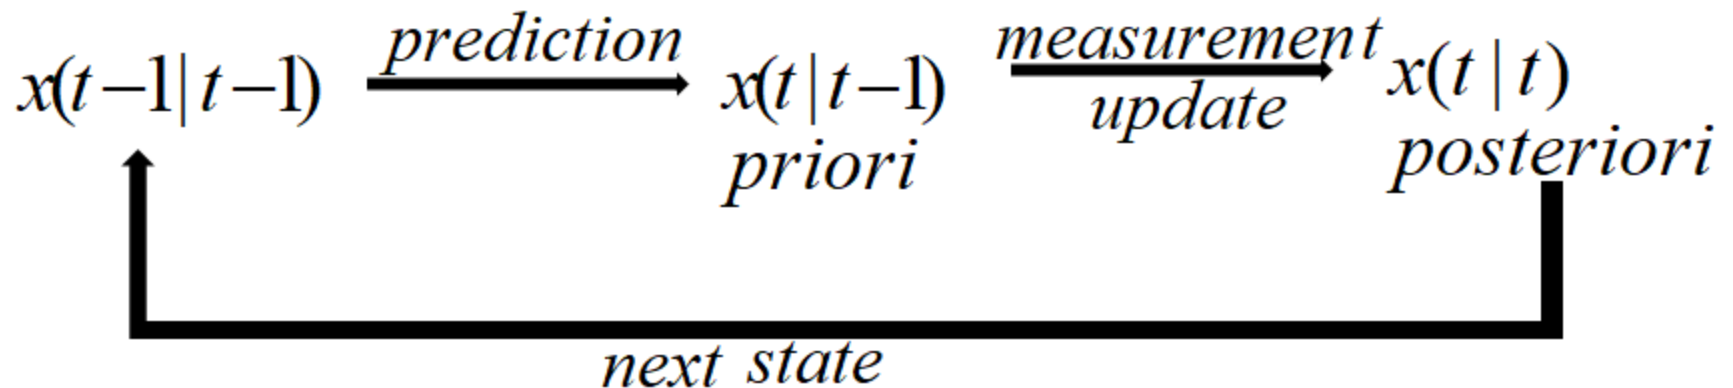 x(t−1|t−1) prediction x(t|t−1) measurement x(t|t)
update
priori posteriori
next state